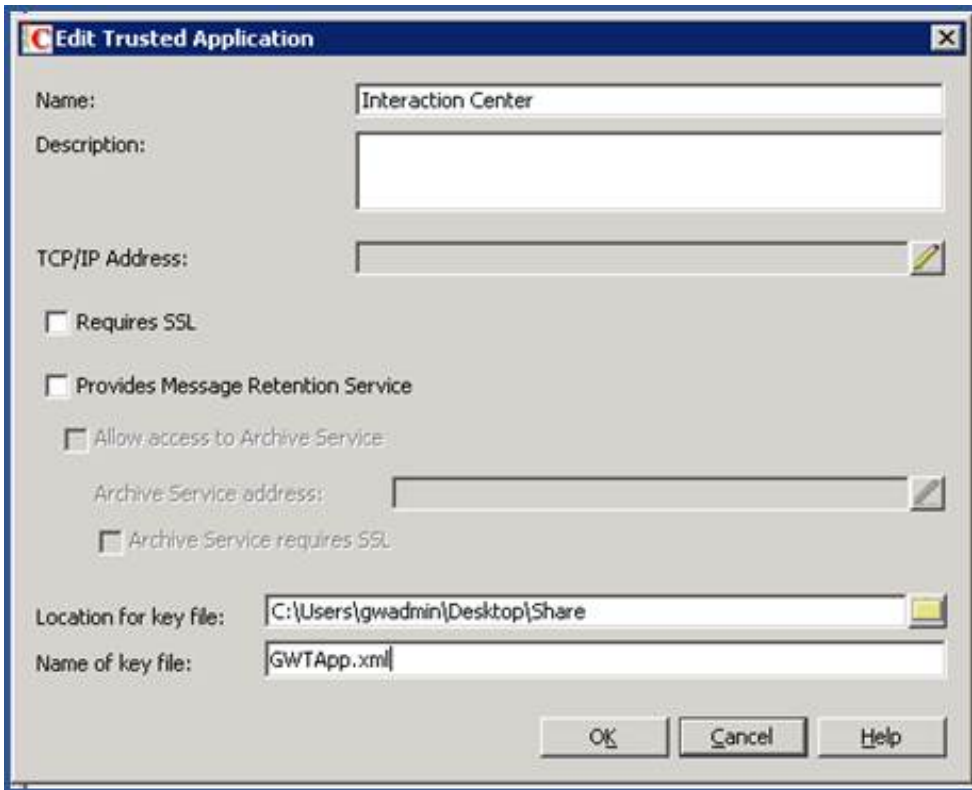 Edit Trusted Application
Name: Interaction Center
Description:
TCP/IP Address:
Requires SSL
Provides Message Retention Service
Allow access to Archive Service
Archive Service address:
Archive Service requires SSL
Location for key file: C:\Users\gwadmin\Desktop\Share
Name of key file: GWTApp.xml
OK Cancel Help